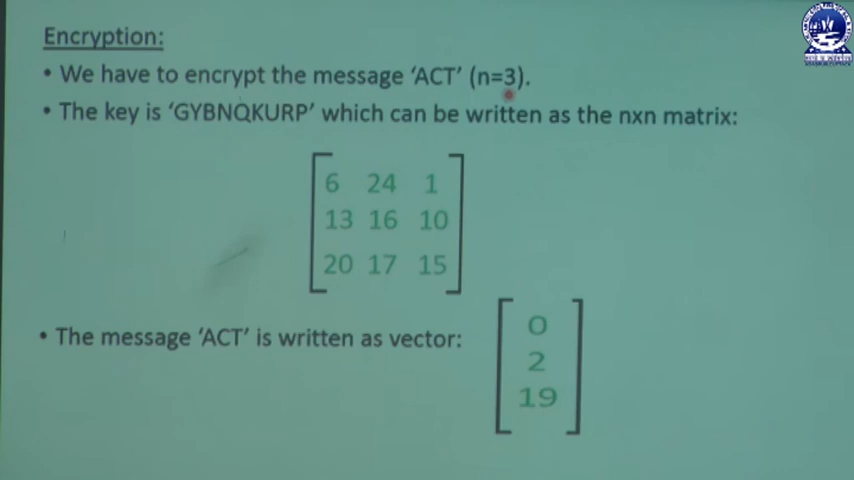 Encryption:
• We have to encrypt the message 'ACT' (n=3).
• The key is 'GYBNQKURP' which can be written as the nxn matrix:
6 24 1
13 16 10
20 17 15
• The message 'ACT' is written as vector:
0
2
19